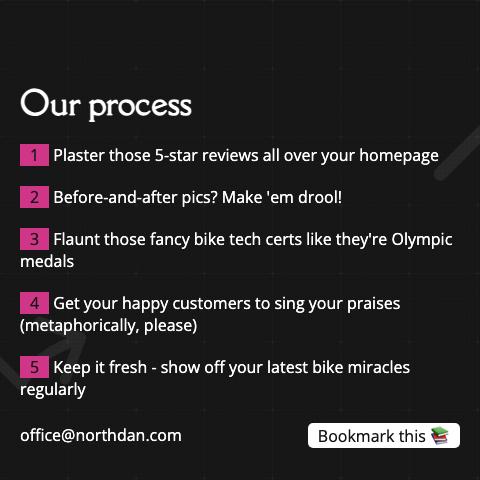 Our process
1 Plaster those 5-star reviews all over your homepage
2 Before-and-after pics? Make 'em drool!
3 Flaunt those fancy bike tech certs like they're Olympic
medals
4 Get your happy customers to sing your praises
(metaphorically, please)
5 Keep it fresh - show off your latest bike miracles
regularly
office@northdan.com
Bookmark this 📚